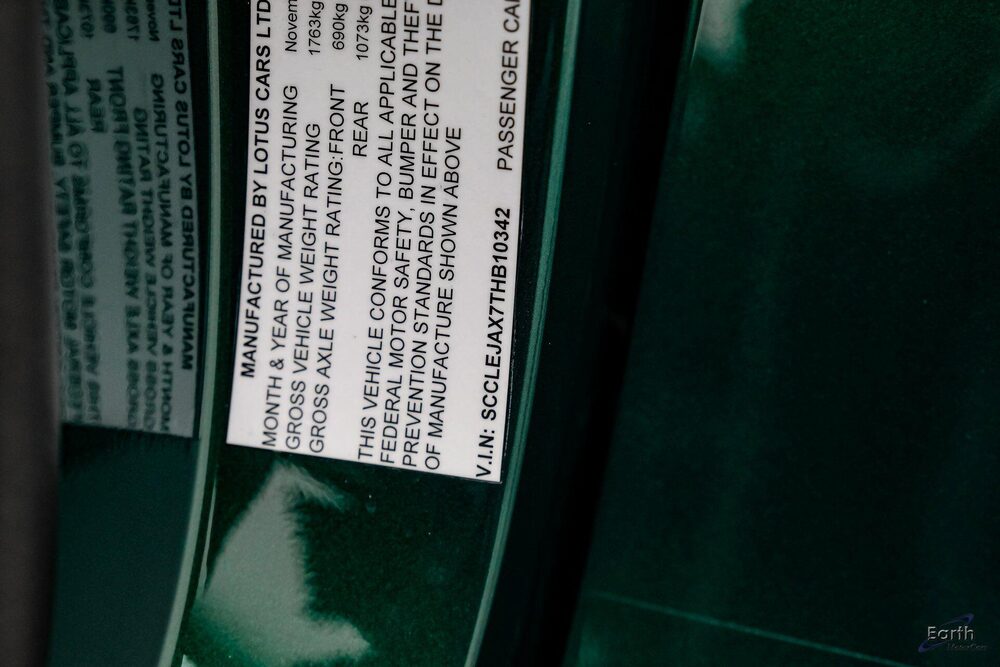 MANUFACTURED BY LOTUS CARS LTD
MONTH & YEAR OF MANUFACTURING Novem
GROSS VEHICLE WEIGHT RATING 1763kg
GROSS AXLE WEIGHT RATING:FRONT 690kg
REAR 1073kg
THIS VEHICLE CONFORMS TO ALL APPLICABLE
FEDERAL MOTOR SAFETY, BUMPER AND THEF
PREVENTION STANDARDS IN EFFECT ON THE D
OF MANUFACTURE SHOWN ABOVE
V.I.N: SCCLEJAX7THB10342 PASSENGER CA
Earth
MotorCars